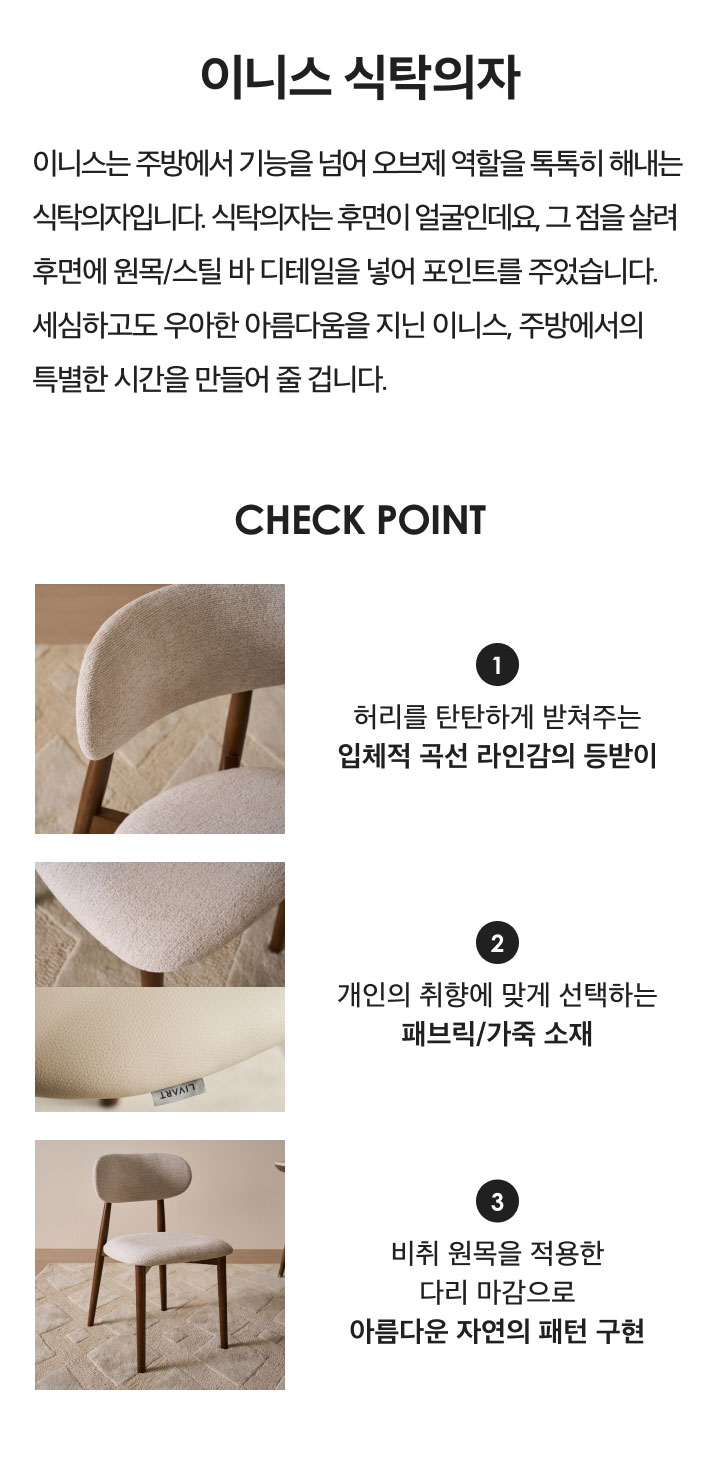 이니스 식탁의자
이니스는 주방에서 기능을 넘어 오브제 역할을 톡톡히 해내는
식탁의자입니다. 식탁의자는 후면이 얼굴인데요, 그 점을 살려
후면에 원목/스틸 바 디테일을 넣어 포인트를 주었습니다.
세심하고도 우아한 아름다움을 지닌 이니스, 주방에서의
특별한 시간을 만들어 줄 겁니다.
CHECK POINT
1
허리를 탄탄하게 받쳐주는
입체적 곡선 라인감의 등받이
2
개인의 취향에 맞게 선택하는
패브릭/가죽 소재
LIVART
3
비취 원목을 적용한
다리 마감으로
아름다운 자연의 패턴 구현